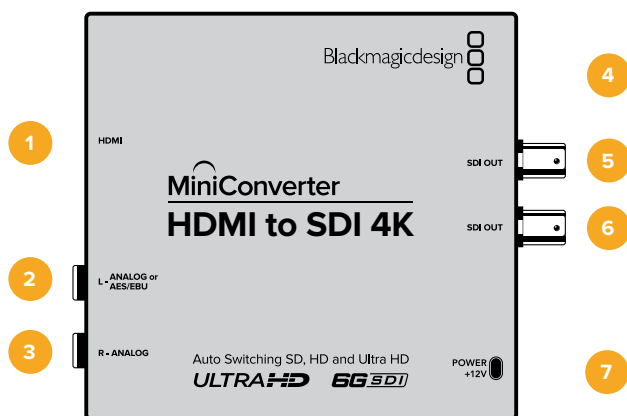 Blackmagicdesign
4
1
HDMI
SDI OUT
5
MiniConverter
HDMI to SDI 4K
SDI OUT
6
2
L - ANALOG or
AES/EBU
3
R - ANALOG
Auto Switching SD, HD and Ultra HD
ULTRAHD 6G SDI
POWER
+12V
7